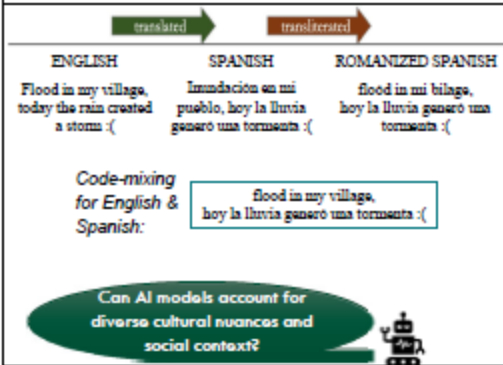 translated
transliterated
ENGLISH
SPANISH
ROMANIZED SPANISH
Flood in my village,
today the rain created
a storm :(
Inundación en mi
pueblo, hoy la lluvia
generó una tormenta :(
flood in mi bilage,
hoy la lluvia generó una
tormenta :(
Code-mixing
for English &
Spanish:
flood in my village,
hoy la lluvia generó una tormenta :(
Can AI models account for
diverse cultural nuances and
social context?